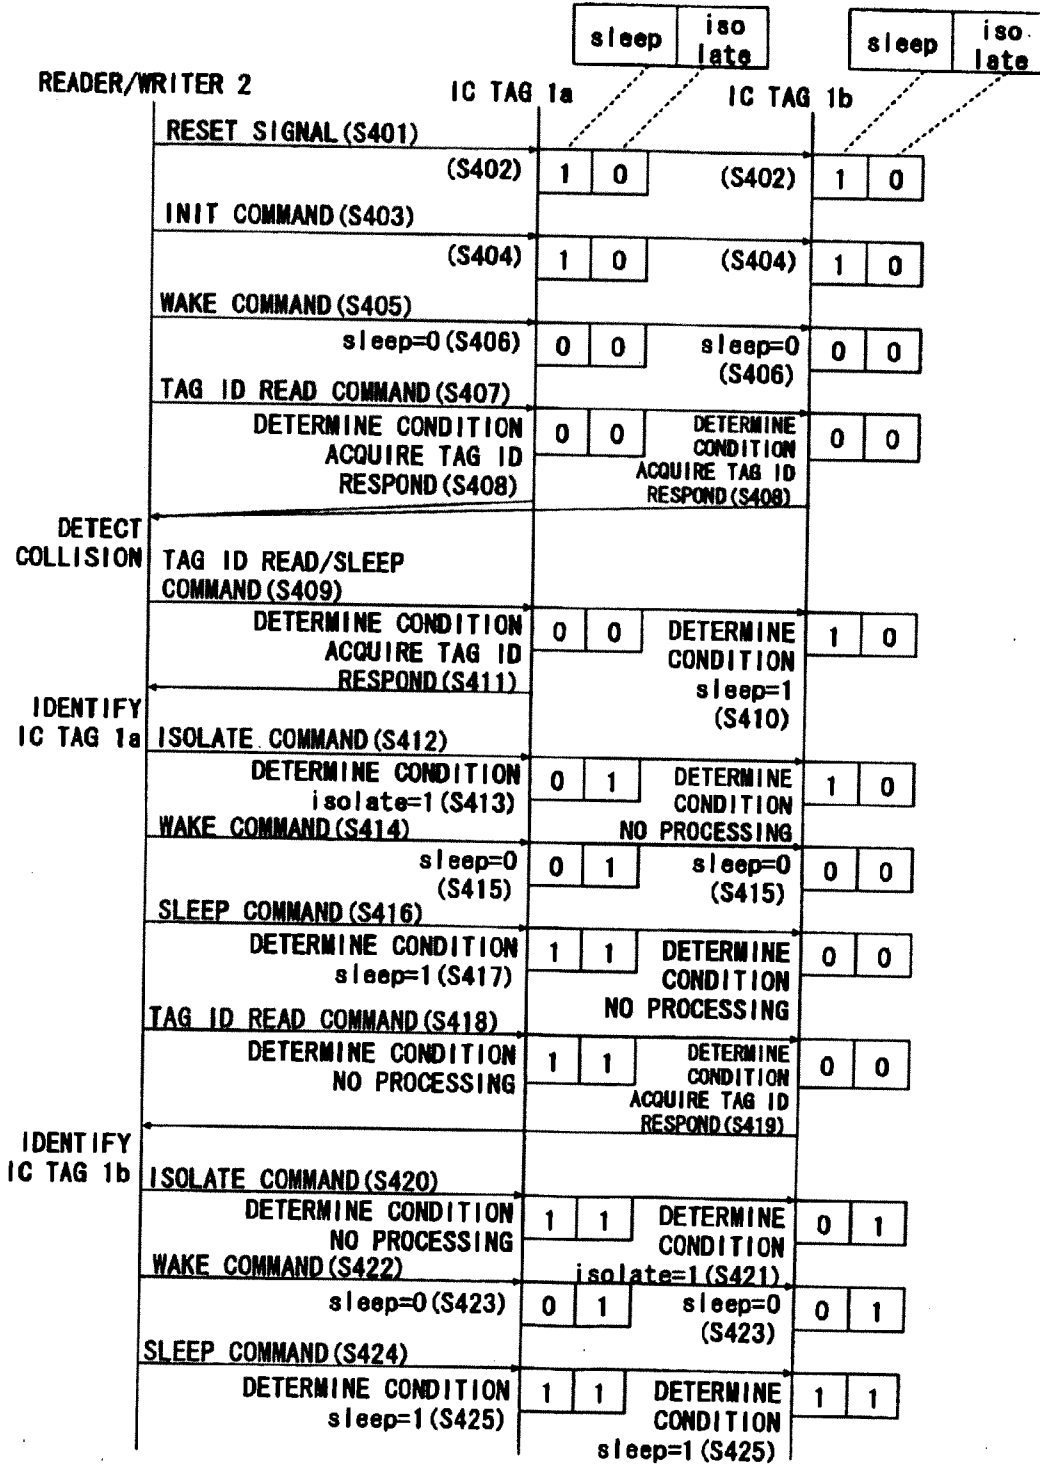 sleep iso late
sleep iso late
READER/WRITER 2 IC TAG 1a IC TAG 1b
RESET SIGNAL(S401)
(S402) 1 0 (S402) 1 0
INIT COMMAND(S403)
(S404) 1 0 (S404) 1 0
WAKE COMMAND(S405)
sleep=0(S406) 0 0 sleep=0 0 0
(S406)
TAG ID READ COMMAND(S407)
DETERMINE CONDITION 0 0 DETERMINE 0 0
ACQUIRE TAG ID CONDITION
RESPOND(S408) ACQUIRE TAG ID
RESPOND(S408)
DETECT
COLLISION
TAG ID READ/SLEEP
COMMAND(S409)
DETERMINE CONDITION 0 0 DETERMINE 1 0
ACQUIRE TAG ID CONDITION
RESPOND(S411) sleep=1
(S410)
IDENTIFY
IC TAG 1a
ISOLATE COMMAND(S412)
DETERMINE CONDITION 0 1 DETERMINE 1 0
isolate=1(S413) CONDITION
NO PROCESSING
WAKE COMMAND(S414)
sleep=0 0 1 sleep=0 0 0
(S415) (S415)
SLEEP COMMAND(S416)
DETERMINE CONDITION 1 1 DETERMINE 0 0
sleep=1(S417) CONDITION
NO PROCESSING
TAG ID READ COMMAND(S418)
DETERMINE CONDITION 1 1 DETERMINE 0 0
NO PROCESSING CONDITION
ACQUIRE TAG ID
RESPOND(S419)
IDENTIFY
IC TAG 1b
ISOLATE COMMAND(S420)
DETERMINE CONDITION 1 1 DETERMINE 0 1
NO PROCESSING CONDITION
isolate=1(S421)
WAKE COMMAND(S422)
sleep=0(S423) 0 1 sleep=0 0 1
(S423)
SLEEP COMMAND(S424)
DETERMINE CONDITION 1 1 DETERMINE 1 1
sleep=1(S425) CONDITION
sleep=1(S425)